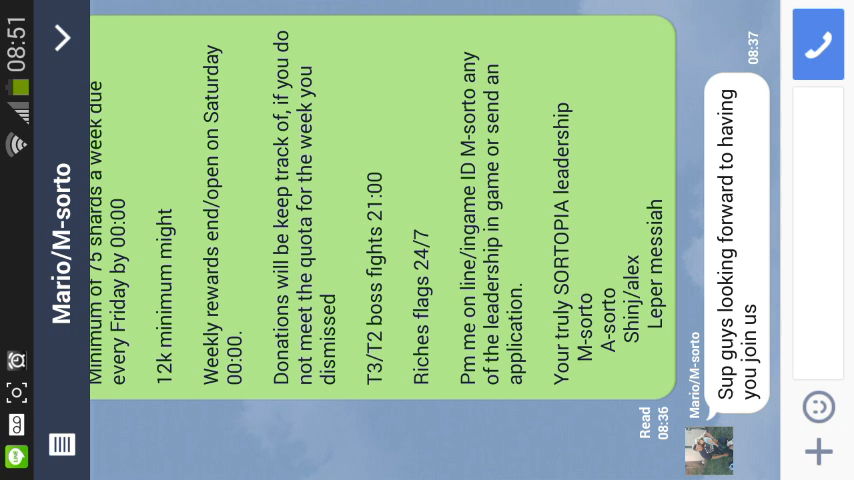 08:51
Mario/M-sorto
Minimum of 75 shards a week due
every Friday by 00:00
12k minimum might
Weekly rewards end/open on Saturday
00:00.
Donations will be keep track of, if you do
not meet the quota for the week you
dismissed
T3/T2 boss fights 21:00
Riches flags 24/7
Pm me on line/ingame ID M-sorto any
of the leadership in game or send an
application.
Your truly SORTOPIA leadership
M-sorto
A-sorto
Shinj/alex
Leper messiah
Read
08:36
Mario/M-sorto
Sup guys looking forward to having
you join us
08:37